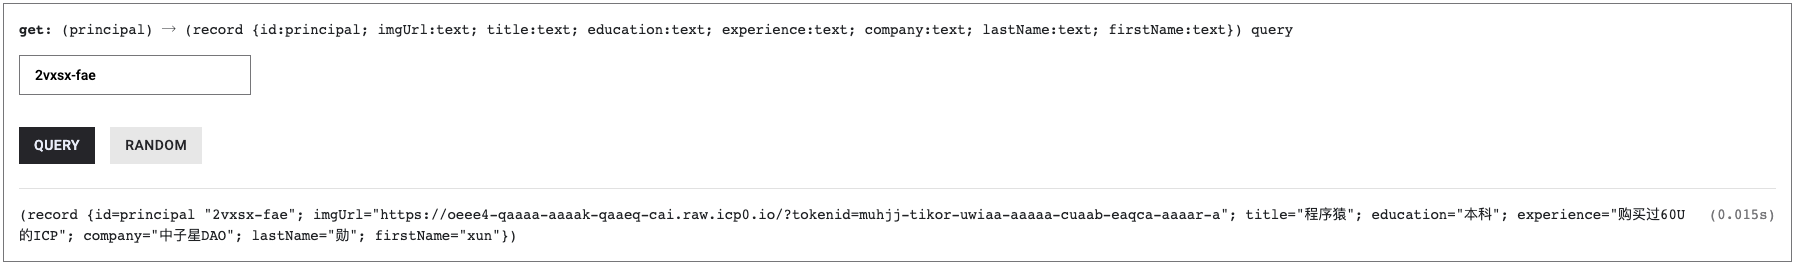 get: (principal) → (record {id:principal; imgUrl:text; title:text; education:text; experience:text; company:text; lastName:text; firstName:text}) query
2vxsx-fae
QUERY RANDOM
(record {id=principal "2vxsx-fae"; imgUrl="https://oeee4-qaaaa-aaaak-qaaeq-cai.raw.icp0.io/?tokenid=muhjj-tikor-uwiaa-aaaaa-cuaab-eaqca-aaaar-a"; title="程序猿"; education="本科"; experience="购买过60U (0.015s)
的ICP"; company="中子星DAO"; lastName="勋"; firstName="xun"})